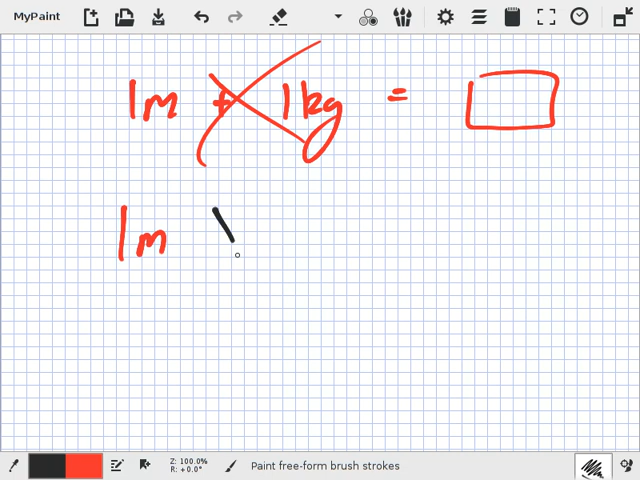 MyPaint
1m + 1kg =
1m \
Z: 100.0%
R: +0.0°
Paint free-form brush strokes